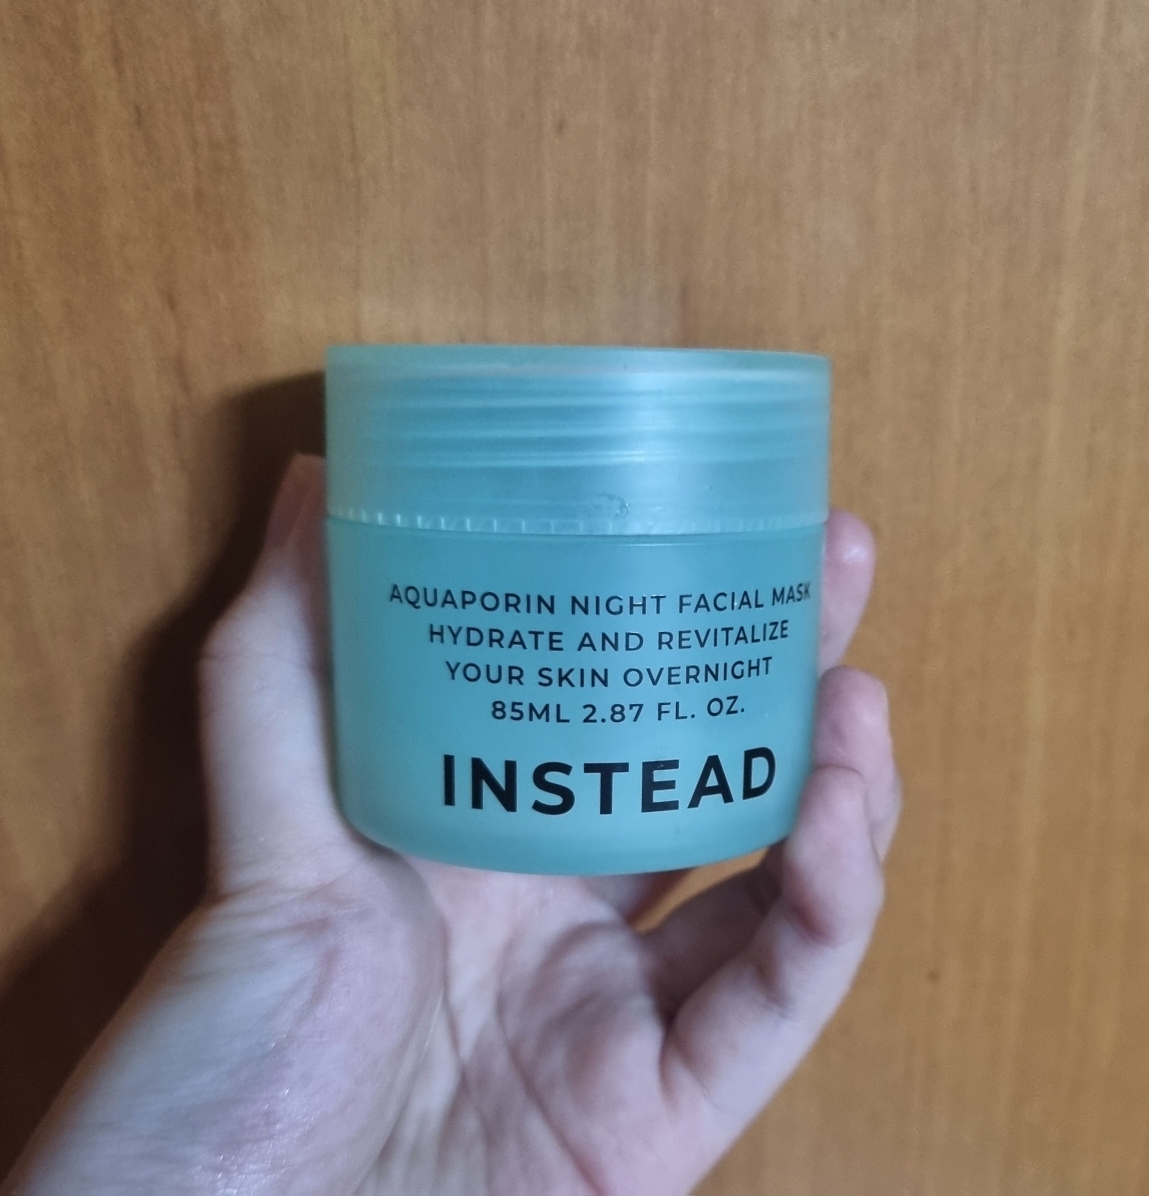 AQUAPORIN NIGHT FACIAL MASK
HYDRATE AND REVITALIZE
YOUR SKIN OVERNIGHT
85ML 2.87 FL. OZ.
INSTEAD